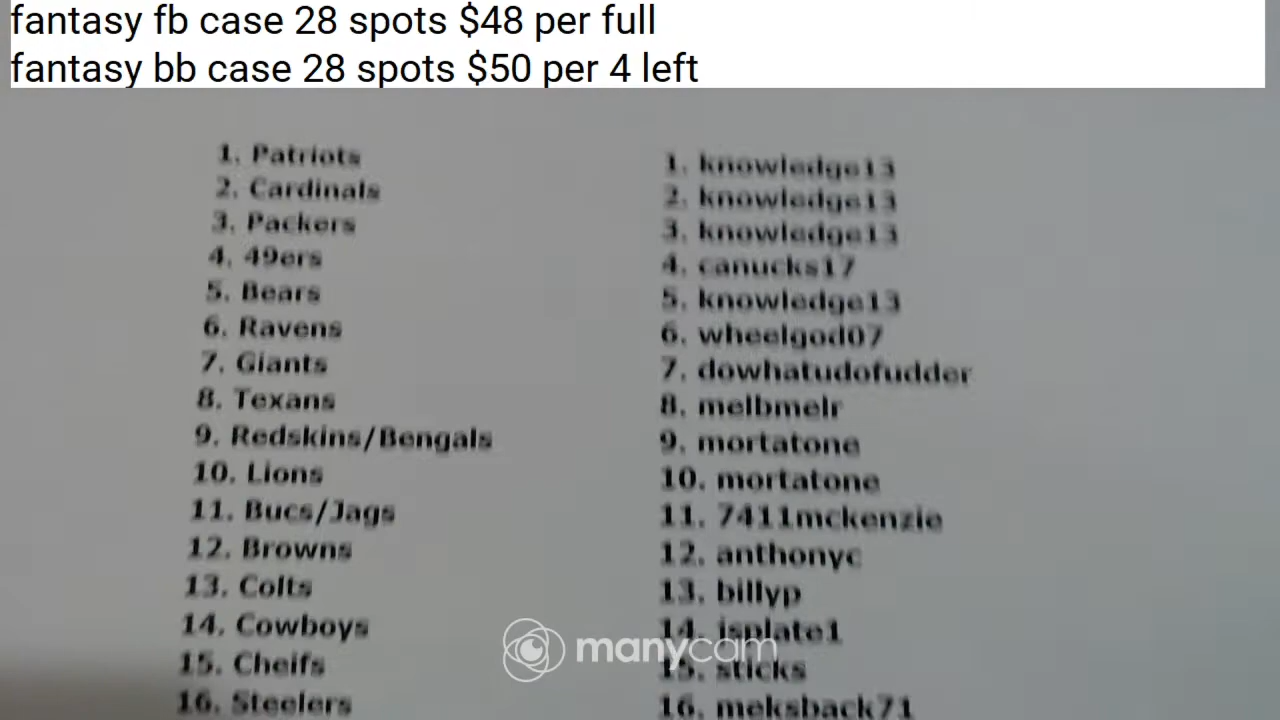 fantasy fb case 28 spots $48 per full
fantasy bb case 28 spots $50 per 4 left
1. Patriots
2. Cardinals
3. Packers
4. 49ers
5. Bears
6. Ravens
7. Giants
8. Texans
9. Redskins/Bengals
10. Lions
11. Bucs/Jags
12. Browns
13. Colts
14. Cowboys
15. Cheifs
16. Steelers
1. knowledge13
2. knowledge13
3. knowledge13
4. canucks17
5. knowledge13
6. wheelgod07
7. dowhatudofudder
8. melbmelr
9. mortatone
10. mortatone
11. 7411mckenzie
12. anthonyc
13. billyp
14. jsplate1
15. sticks
16. meksback71
manycam